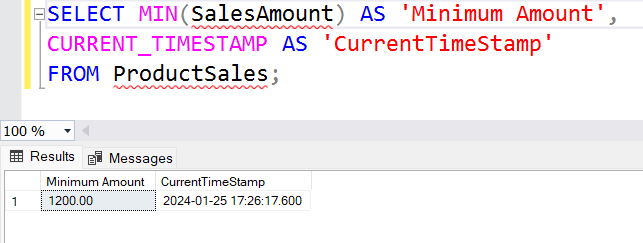 SELECT MIN(SalesAmount) AS 'Minimum Amount',
CURRENT_TIMESTAMP AS 'CurrentTimeStamp'
FROM ProductSales;
100 %
Results Messages
Minimum Amount CurrentTimeStamp
1 1200.00 2024-01-25 17:26:17.600